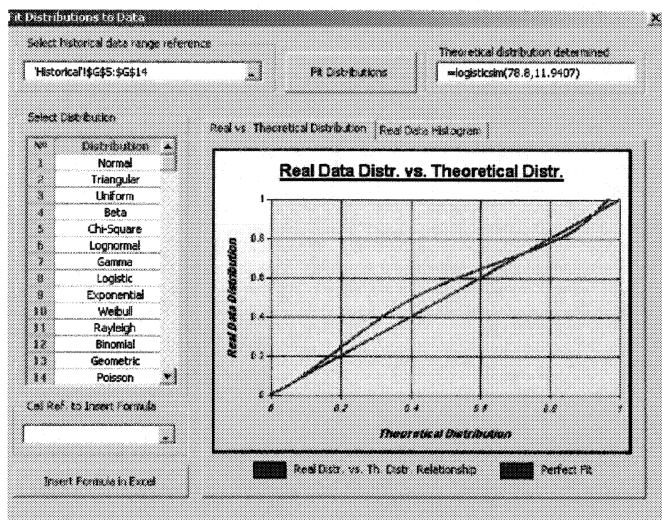 Fit Distributions to Data
Select historical data range reference
'Historical'!$G$5:$G$14
Fit Distributions
Theoretical distribution determined
=logisticsim(78.8,11.9407)
Select Distribution
Nº Distribution
1 Normal
2 Triangular
3 Uniform
4 Beta
5 Chi-Square
6 Lognormal
7 Gamma
8 Logistic
9 Exponential
10 Weibull
11 Rayleigh
12 Binomial
13 Geometric
14 Poisson
Cell Ref. to Insert Formula
Insert Formula in Excel
Real vs. Theoretical Distribution
Real Data Histogram
Real Data Distr. vs. Theoretical Distr.
Real Data Distribution
1
0.8
0.6
0.4
0.2
0
0 0.2 0.4 0.6 0.8 1
Theoretical Distribution
Real Distr. vs. Th. Distr. Relationship
Perfect Fit